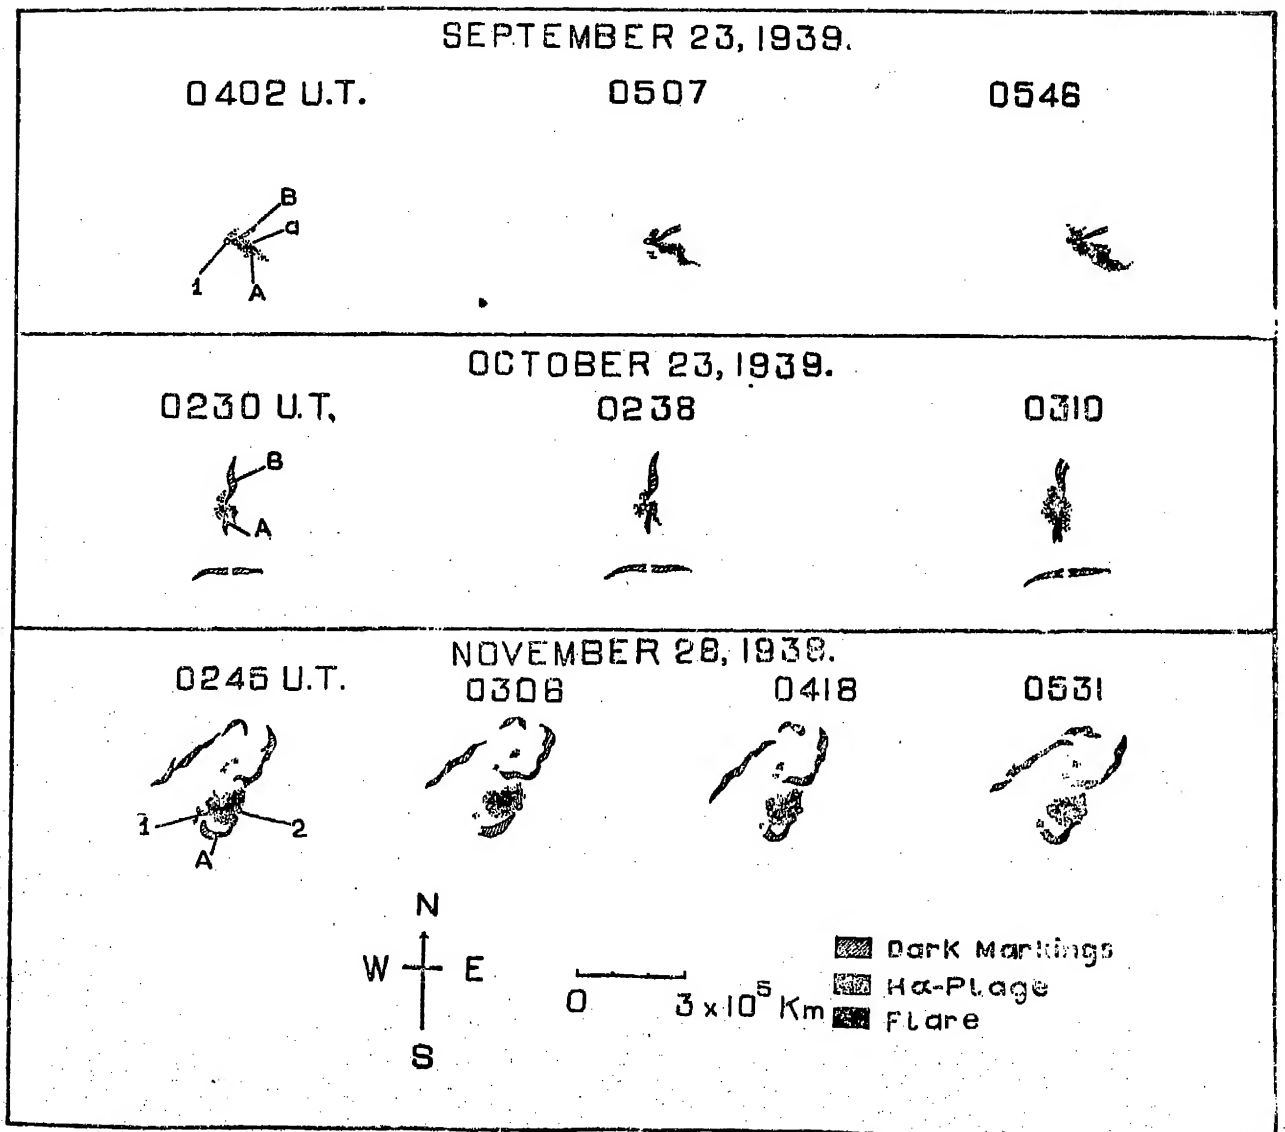 SEPTEMBER 23, 1939.
0402 U.T. 0507 0546
B
a
1
A
OCTOBER 23, 1939.
0230 U.T. 0238 0310
B
A
NOVEMBER 28, 1939.
0245 U.T. 0306 0418 0531
1 2
A
N
W E
S
0 3 x 10⁵ Km
Dark Markings
Hα-Plage
Flare